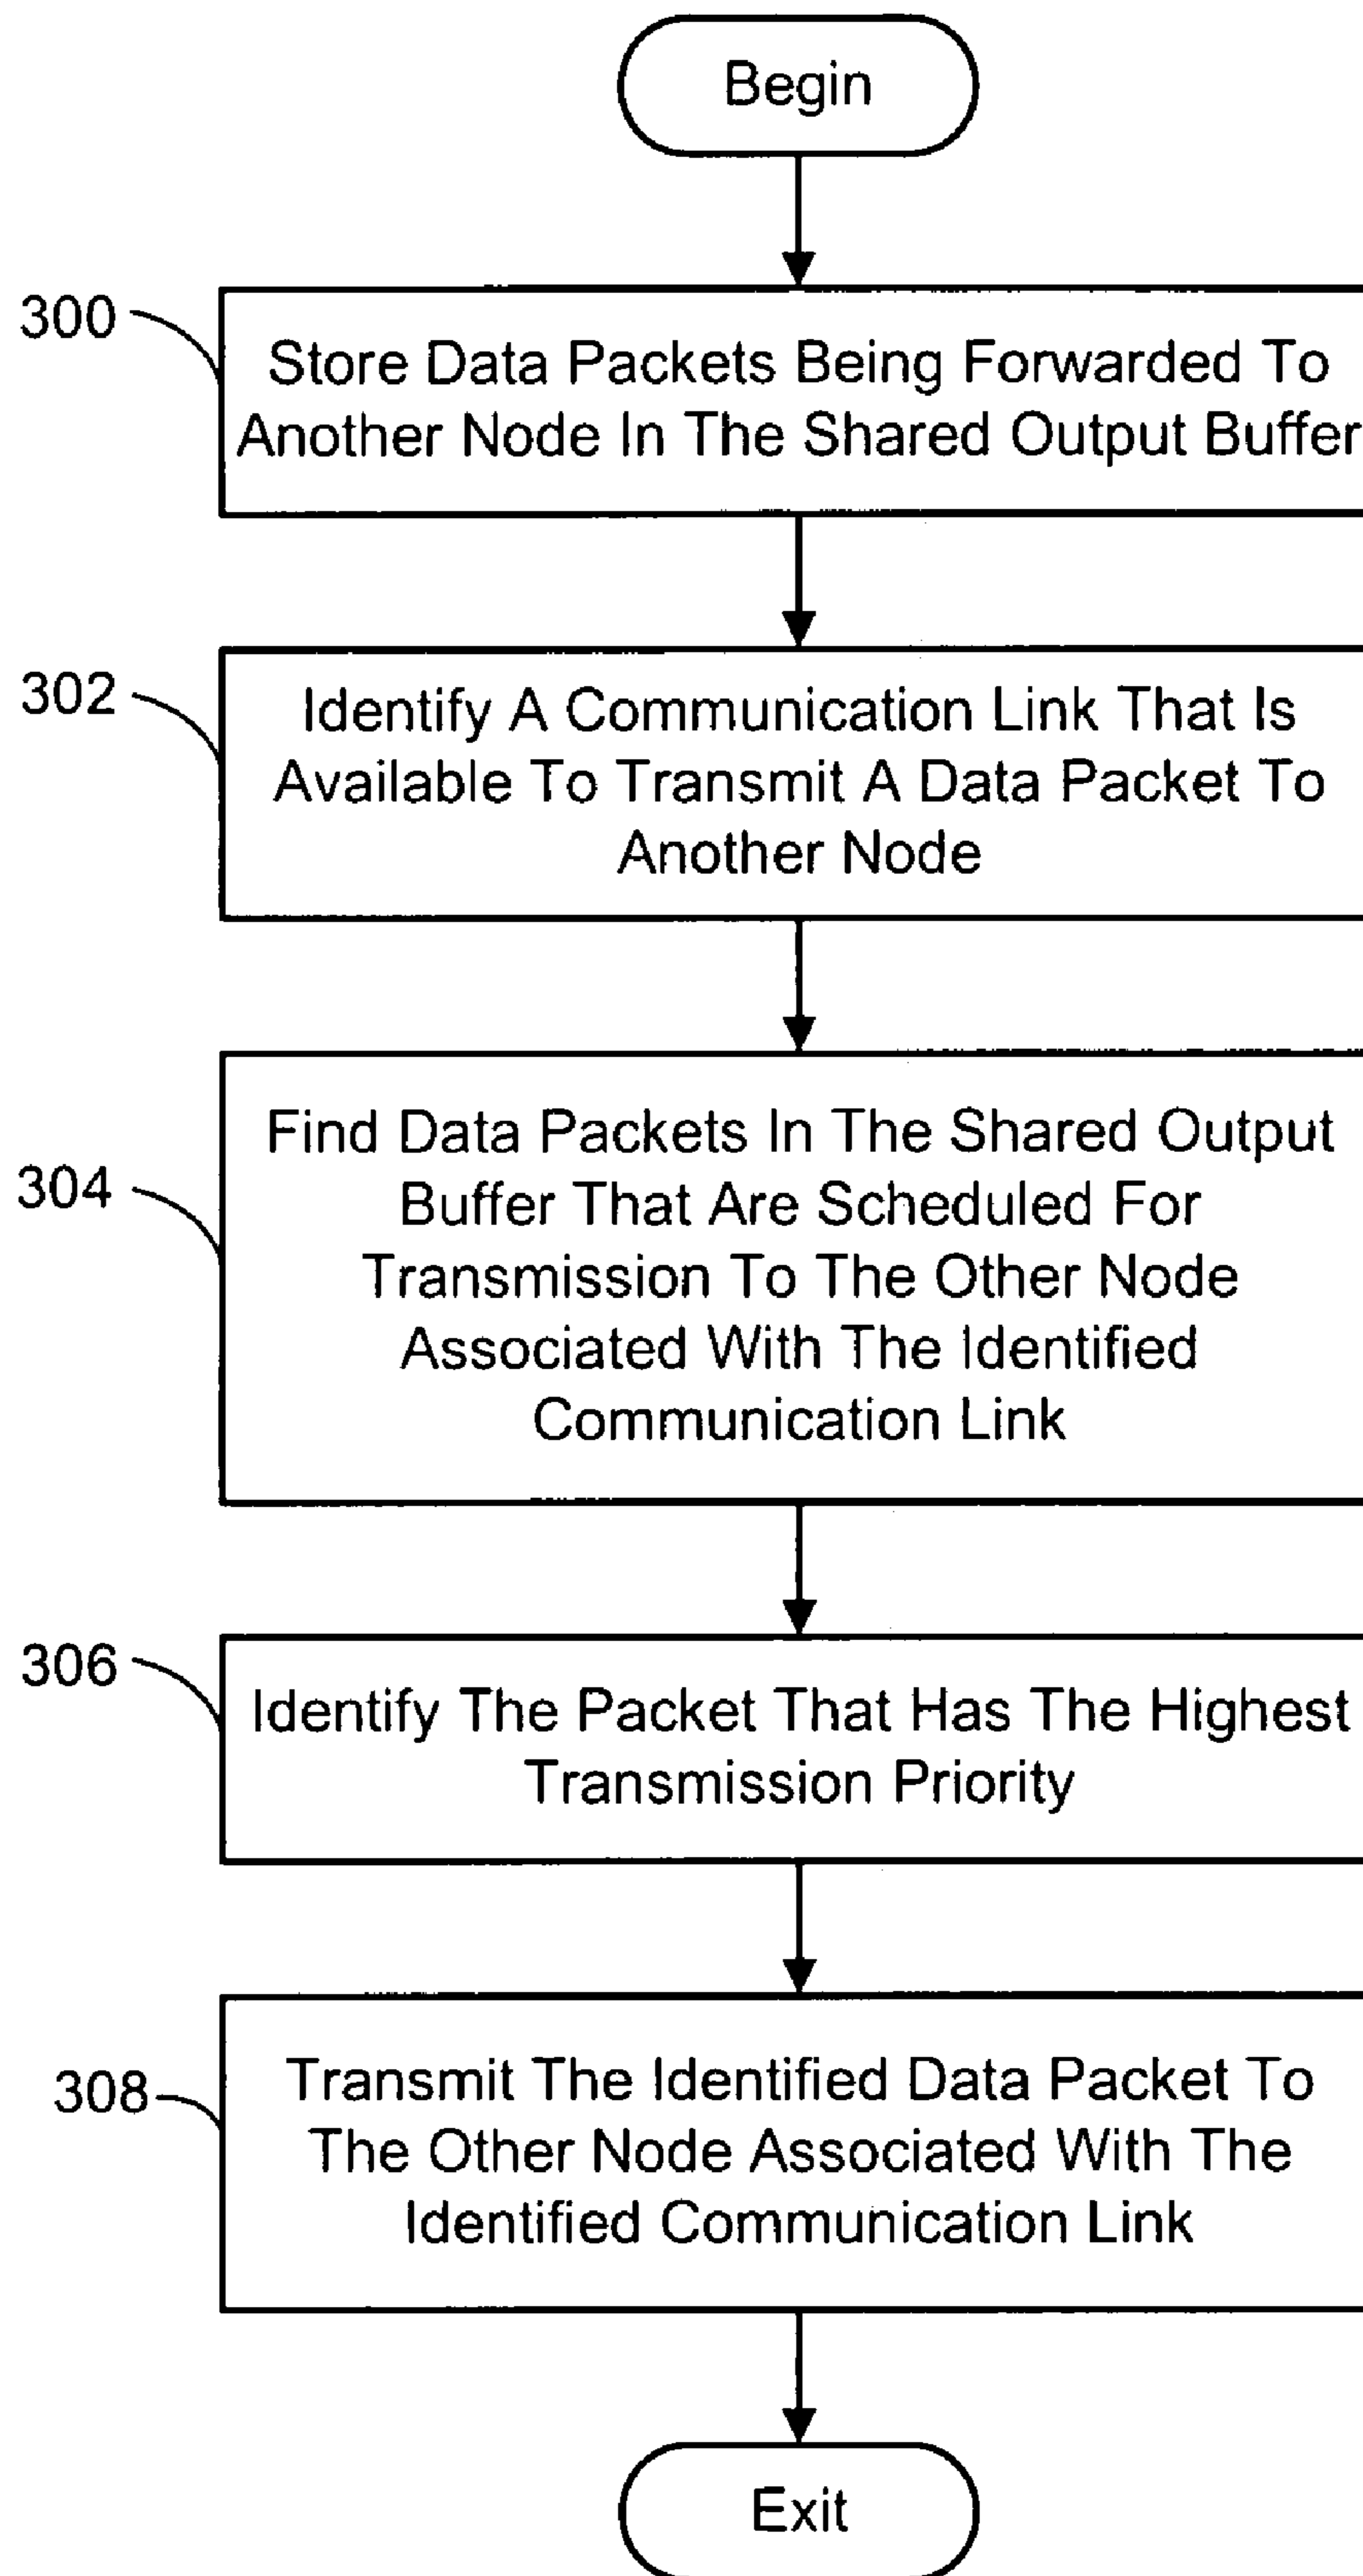 Begin
300
Store Data Packets Being Forwarded To
Another Node In The Shared Output Buffer
302
Identify A Communication Link That Is
Available To Transmit A Data Packet To
Another Node
304
Find Data Packets In The Shared Output
Buffer That Are Scheduled For
Transmission To The Other Node
Associated With The Identified
Communication Link
306
Identify The Packet That Has The Highest
Transmission Priority
308
Transmit The Identified Data Packet To
The Other Node Associated With The
Identified Communication Link
Exit